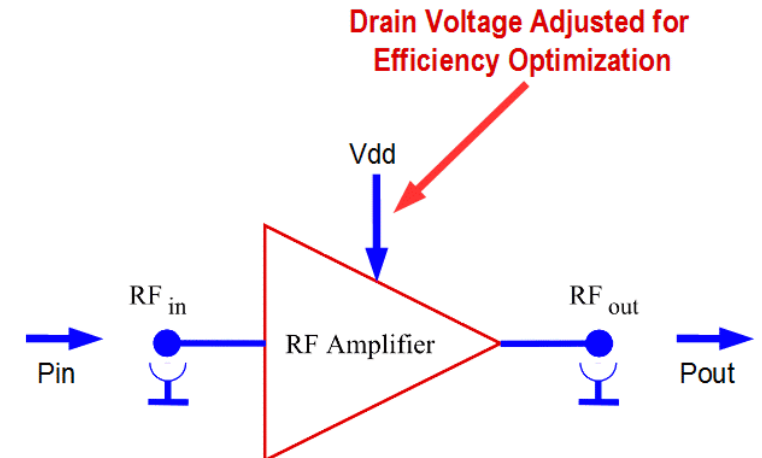 Drain Voltage Adjusted for
Efficiency Optimization
Vdd
RF in
RF out
RF Amplifier
Pin
Pout